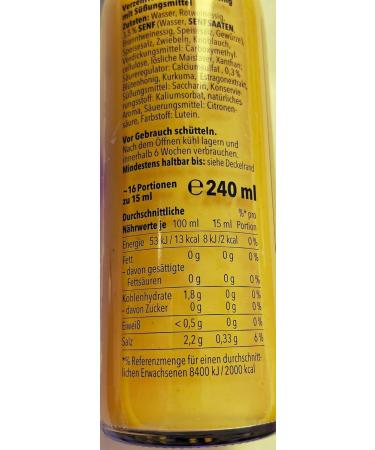 mit Süßungsmittel
Zutaten: Wasser, Rotweinessig,
3,5% SENF (Wasser, SENFSAATEN,
Branntweinessig, Speisesalz, Gewürze),
Speisesalz, Zwiebeln, Knoblauch,
Verdickungsmittel: Carboxymethyl-
cellulose, lösliche Maisfaser, Xanthan;
Säureregulator: Calciumsulfat, 0,3%
Blütenhonig, Kurkuma, Estragonextrakt,
Süßungsmittel: Saccharin, Konservie-
rungsstoff: Kaliumsorbat, natürliches
Aroma, Säuerungsmittel: Citronen-
säure, Farbstoff: Lutein.
Vor Gebrauch schütteln.
Nach dem Öffnen kühl lagern und
innerhalb 6 Wochen verbrauchen.
Mindestens haltbar bis: siehe Deckelrand
~16 Portionen
zu 15 ml
℮ 240 ml
Durchschnittliche %* pro
Nährwerte je 100 ml 15 ml Portion
Energie 53 kJ / 13 kcal 8 kJ /2 kcal 0%
Fett 0 g 0 g 0%
– davon gesättigte
Fettsäuren 0 g 0 g 0%
Kohlenhydrate 1,8 g 0 g 0%
– davon Zucker 0 g 0 g 0%
Eiweiß < 0,5 g 0 g 0%
Salz 2,2 g 0,33 g 6%
*% Referenzmenge für einen durchschnitt-
lichen Erwachsenen 8400 kJ / 2000 kcal